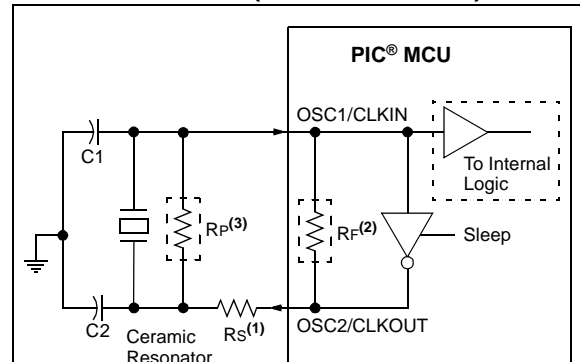 PIC® MCU
OSC1/CLKIN
C1
To Internal
Logic
RP(3)
RF(2)
Sleep
C2
Ceramic
Resonator
RS(1)
OSC2/CLKOUT